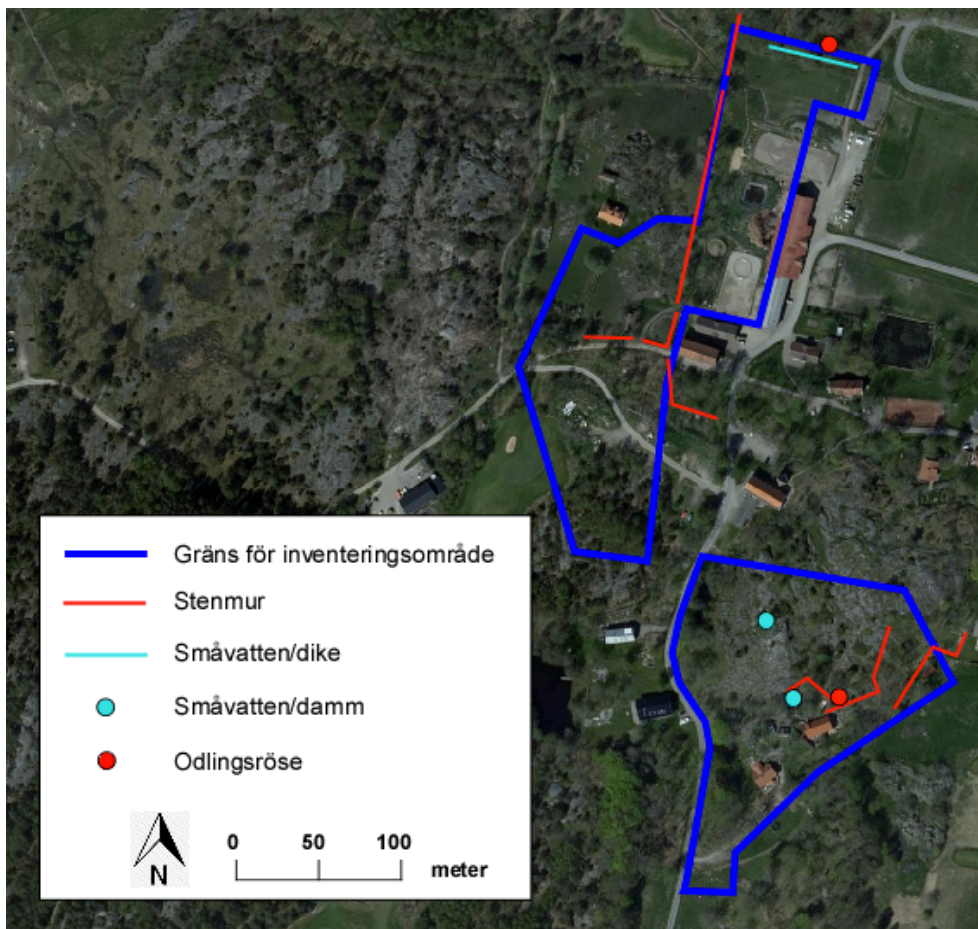 Gräns för inventeringsområde
Stenmur
Småvatten/dike
Småvatten/damm
Odlingsröse
0 50 100
meter
N